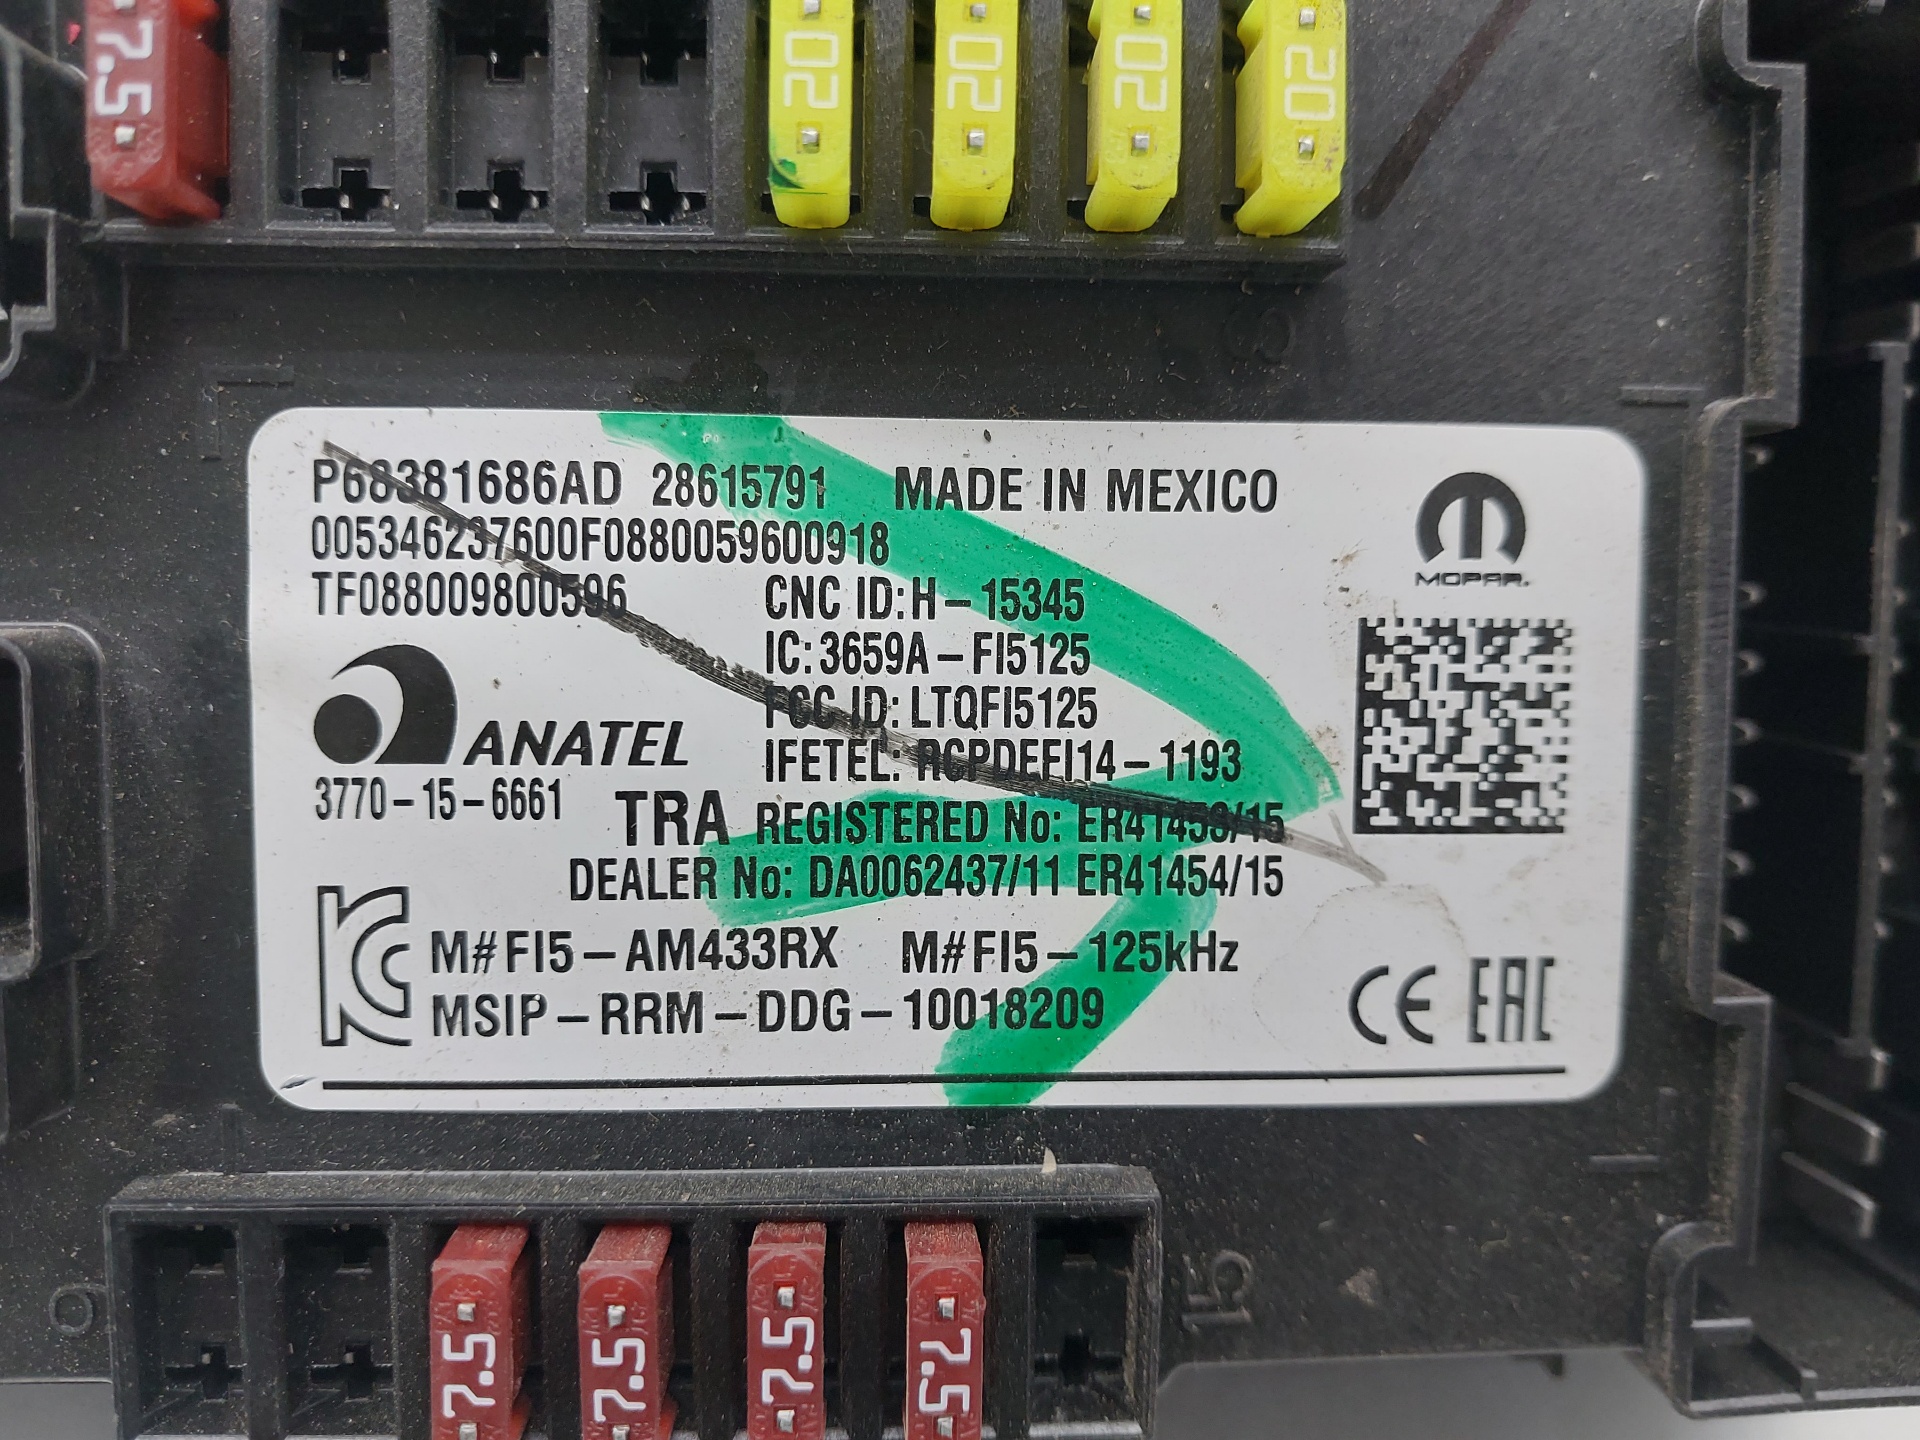 7.5 20 20 20 20
P68381686AD 28615791 MADE IN MEXICO
005346237600F0880059600918
TF088009800596 CNC ID: H-15345
IC: 3659A-FI5125
FCC ID: LTQFI5125
IFETEL: RCPDEFI14-1193
MOPAR.
ANATEL
3770-15-6661
TRA REGISTERED No: ER41453/15
DEALER No: DA0062437/11 ER41454/15
M#FI5-AM433RX M#FI5-125kHz
MSIP-RRM-DDG-10018209
CE EAC
9 15
7.5 7.5 7.5 7.5